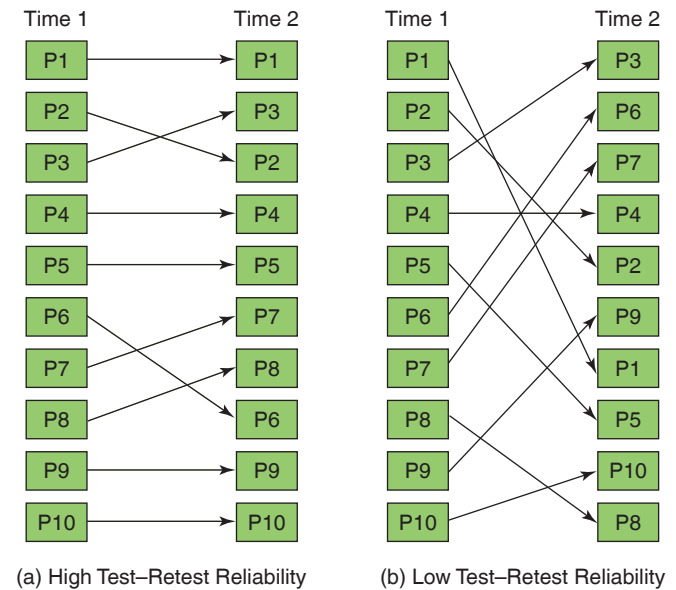 Time 1 Time 2 Time 1 Time 2
P1 P1 P1 P3
P2 P3 P2 P6
P3 P2 P3 P7
P4 P4 P4 P4
P5 P5 P5 P2
P6 P7 P6 P9
P7 P8 P7 P1
P8 P6 P8 P5
P9 P9 P9 P10
P10 P10 P10 P8
(a) High Test–Retest Reliability (b) Low Test–Retest Reliability